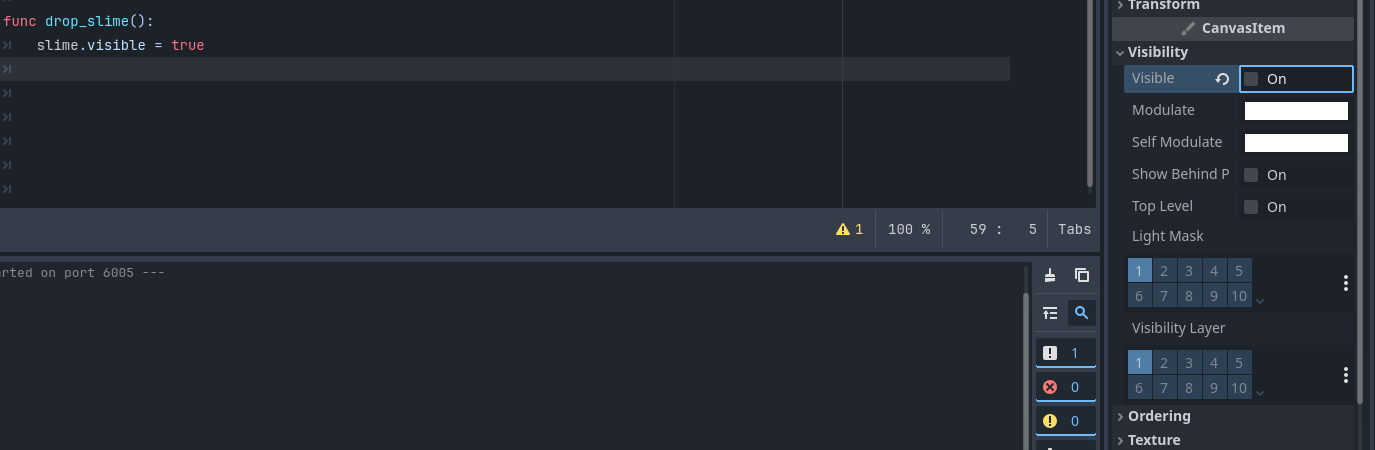 func drop_slime():
slime.visible = true
1
100 %
59 :
5
Tabs
arted on port 6005 ---
1
0
0
Transform
CanvasItem
Visibility
Visible
On
Modulate
Self Modulate
Show Behind P
On
Top Level
On
Light Mask
1 2 3 4 5
6 7 8 9 10
Visibility Layer
1 2 3 4 5
6 7 8 9 10
Ordering
Texture